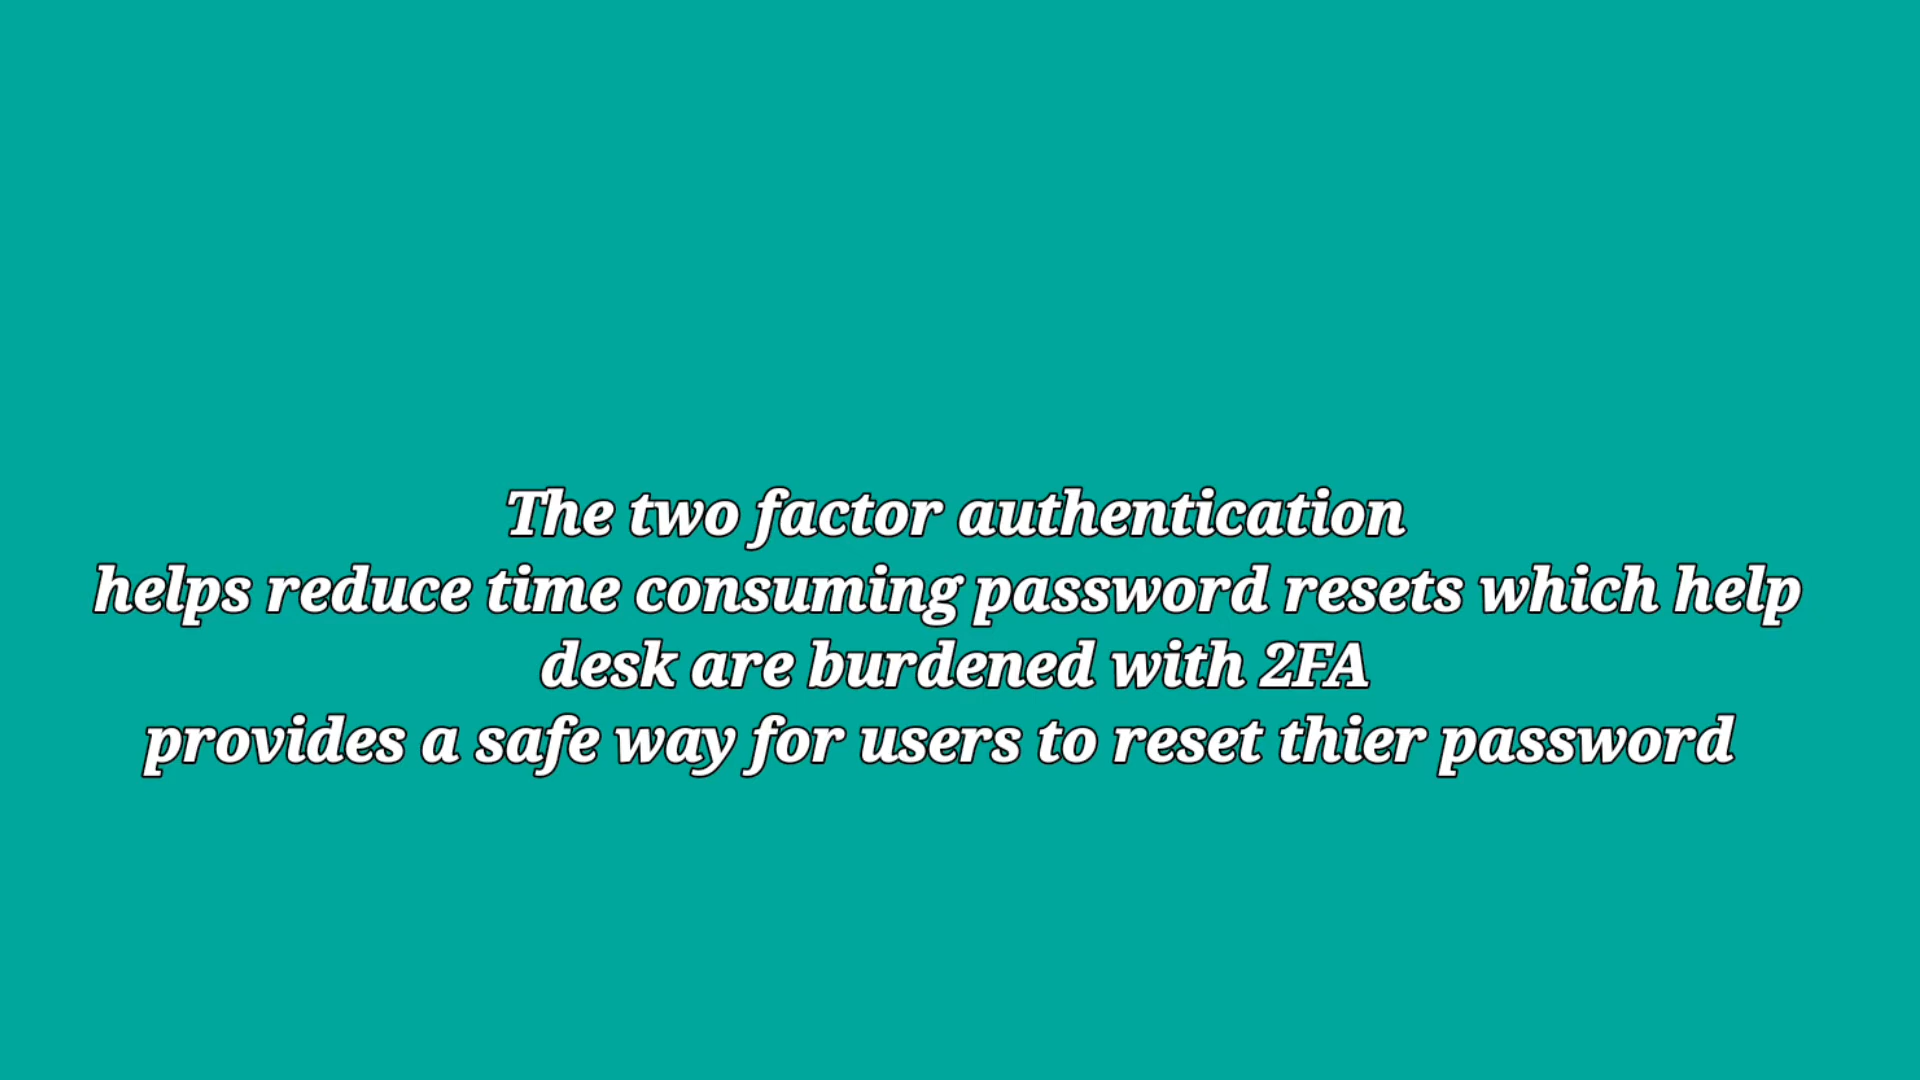 The two factor authentication
helps reduce time consuming password resets which help
desk are burdened with 2FA
provides a safe way for users to reset thier password